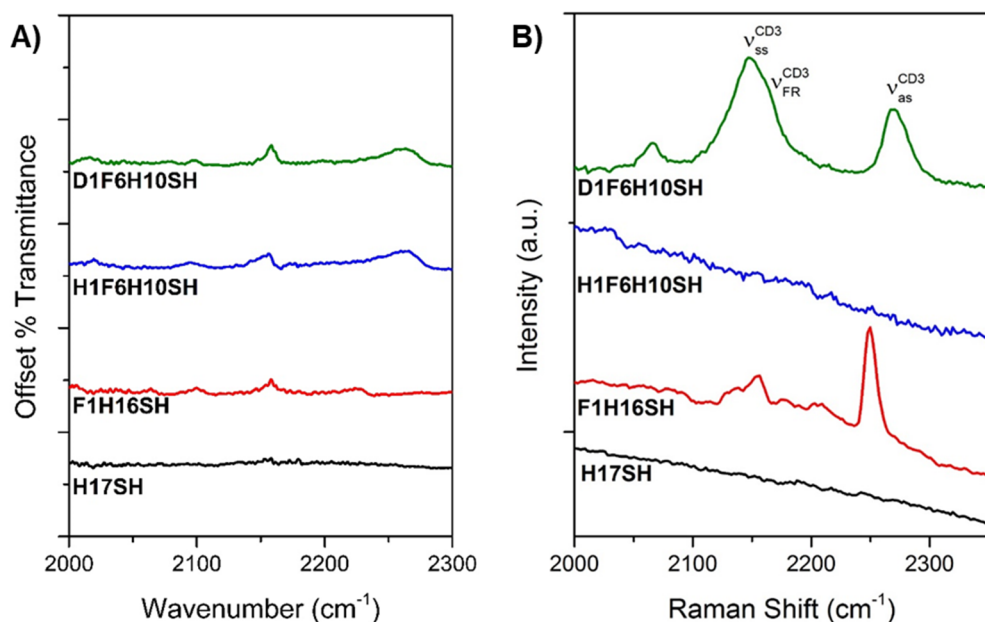 A)
Offset % Transmittance
D1F6H10SH
H1F6H10SH
F1H16SH
H17SH
2000 2100 2200 2300
Wavenumber (cm⁻¹)
B)
Intensity (a.u.)
ν_ss^CD3
ν_FR^CD3
ν_as^CD3
D1F6H10SH
H1F6H10SH
F1H16SH
H17SH
2000 2100 2200 2300
Raman Shift (cm⁻¹)